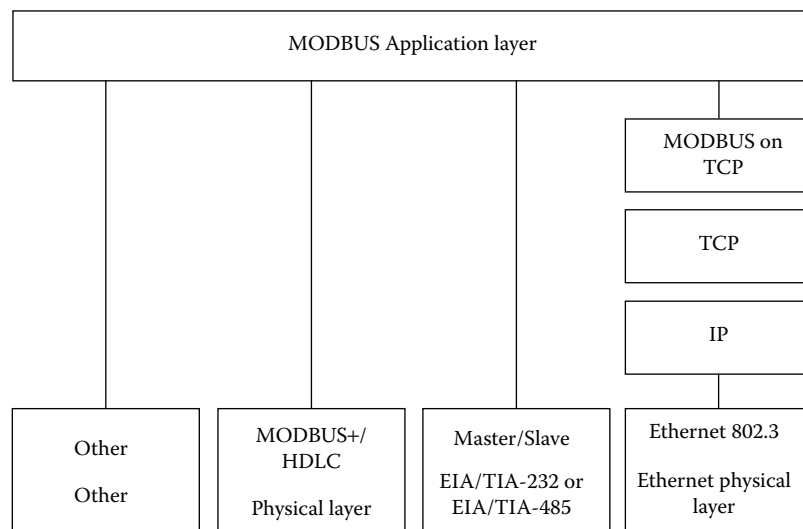 MODBUS Application layer
MODBUS on
TCP
TCP
IP
Other
Other
MODBUS+/
HDLC
Physical layer
Master/Slave
EIA/TIA-232 or
EIA/TIA-485
Ethernet 802.3
Ethernet physical
layer